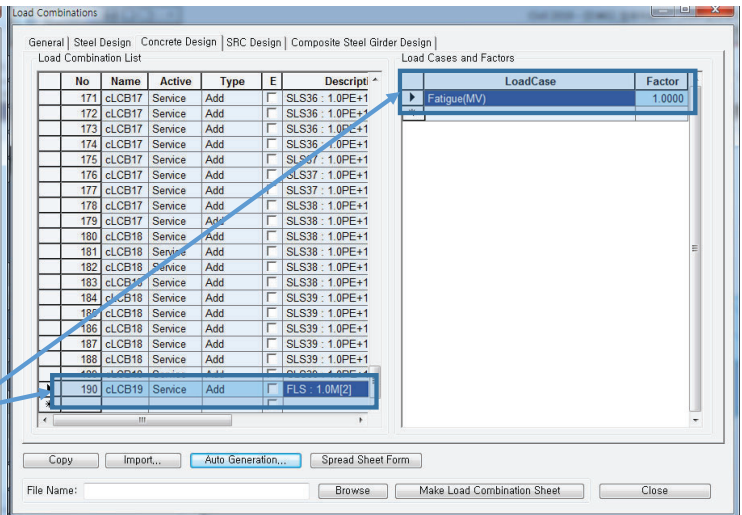 Load Combinations
General Steel Design Concrete Design SRC Design Composite Steel Girder Design
Load Combination List
Load Cases and Factors
No Name Active Type E Descripti
171 cLCB17 Service Add SLS36 : 1.0PE+1
172 cLCB17 Service Add SLS36 : 1.0PE+1
173 cLCB17 Service Add SLS36 : 1.0PE+1
174 cLCB17 Service Add SLS36 : 1.0PE+1
175 cLCB17 Service Add SLS37 : 1.0PE+1
176 cLCB17 Service Add SLS37 : 1.0PE+1
177 cLCB17 Service Add SLS37 : 1.0PE+1
178 cLCB17 Service Add SLS38 : 1.0PE+1
179 cLCB17 Service Add SLS38 : 1.0PE+1
180 cLCB18 Service Add SLS38 : 1.0PE+1
181 cLCB18 Service Add SLS38 : 1.0PE+1
182 cLCB18 Service Add SLS38 : 1.0PE+1
183 cLCB18 Service Add SLS38 : 1.0PE+1
184 cLCB18 Service Add SLS39 : 1.0PE+1
185 cLCB18 Service Add SLS39 : 1.0PE+1
186 cLCB18 Service Add SLS39 : 1.0PE+1
187 cLCB18 Service Add SLS39 : 1.0PE+1
188 cLCB18 Service Add SLS39 : 1.0PE+1
190 cLCB19 Service Add FLS : 1.0M[2]
LoadCase Factor
Fatigue(MV) 1.0000
Copy Import... Auto Generation... Spread Sheet Form
File Name: Browse Make Load Combination Sheet Close